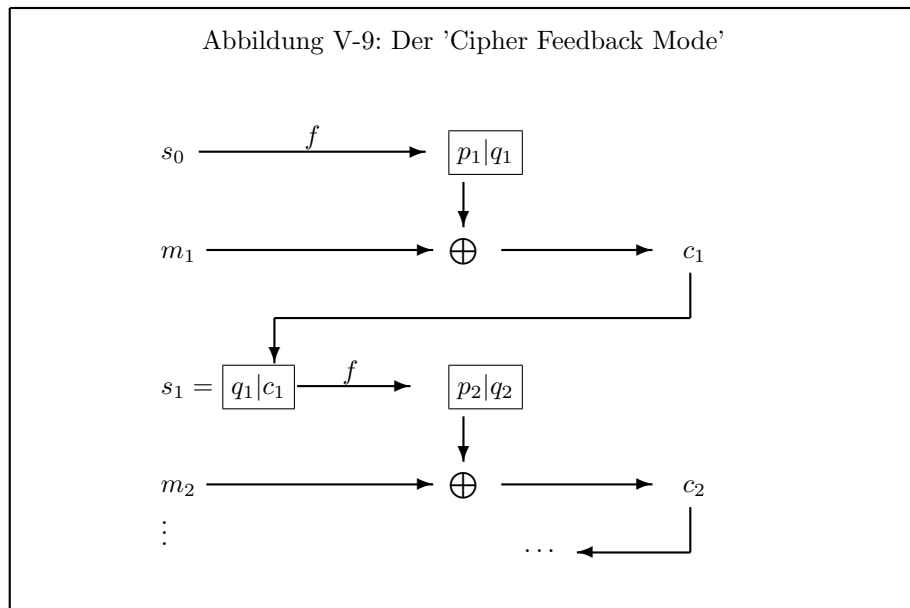 Abbildung V-9: Der ’Cipher Feedback Mode’
s₀ f p₁|q₁
m₁ ⊕ c₁
s₁ = q₁|c₁ f p₂|q₂
m₂ ⊕ c₂
⋮ ⋯